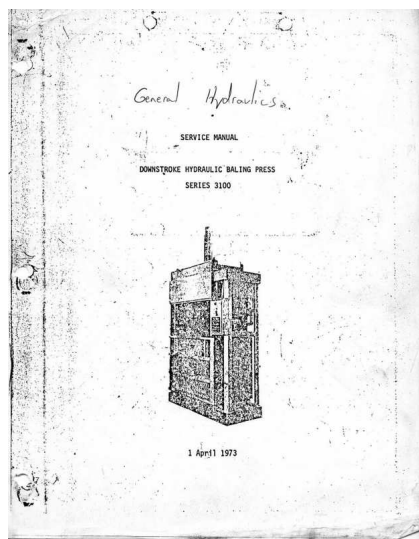 General Hydraulics
SERVICE MANUAL
DOWNSTROKE HYDRAULIC BALING PRESS
SERIES 3100
1 April 1973